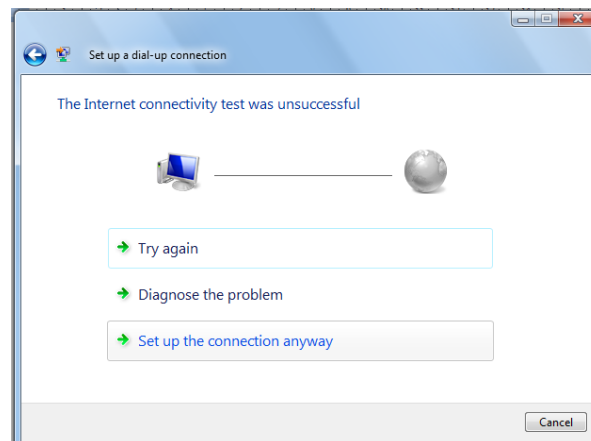 Set up a dial-up connection
The Internet connectivity test was unsuccessful
Try again
Diagnose the problem
Set up the connection anyway
Cancel